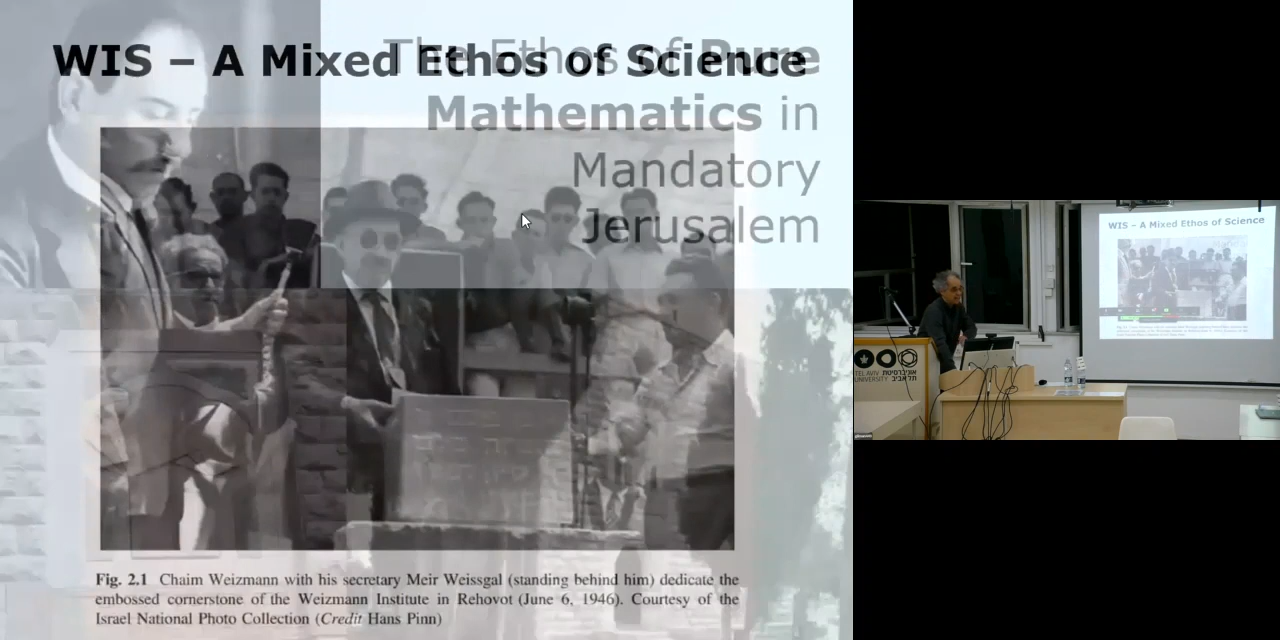 WIS – A Mixed Ethos of Science
The Ethos of Pure
Mathematics in
Mandatory
Jerusalem
Fig. 2.1 Chaim Weizmann with his secretary Meir Weissgal (standing behind him) dedicate the
embossed cornerstone of the Weizmann Institute in Rehovot (June 6, 1946). Courtesy of the
Israel National Photo Collection (Credit Hans Pinn)
WIS – A Mixed Ethos of Science
TEL AVIV אוניברסיטת
UNIVERSITY תל אביב